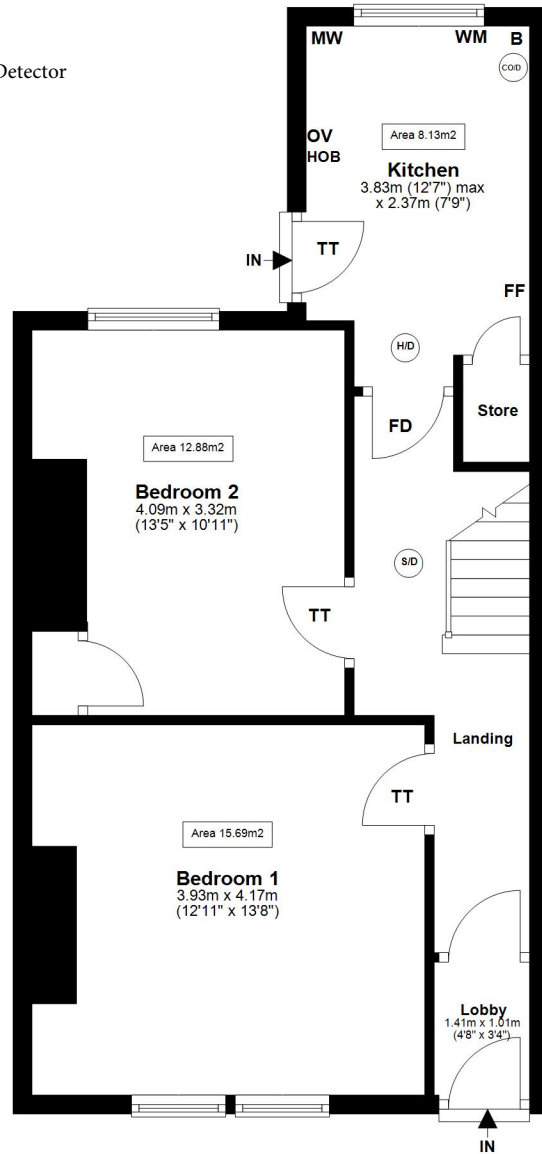 Detector
MW
WM
B
CO/D
Area 8.13m2
OV
HOB
Kitchen
3.83m (12'7") max
x 2.37m (7'9")
TT
IN
FF
H/D
Store
FD
Area 12.88m2
Bedroom 2
4.09m x 3.32m
(13'5" x 10'11")
S/D
TT
Landing
TT
Area 15.69m2
Bedroom 1
3.93m x 4.17m
(12'11" x 13'8")
Lobby
1.41m x 1.01m
(4'8" x 3'4")
IN